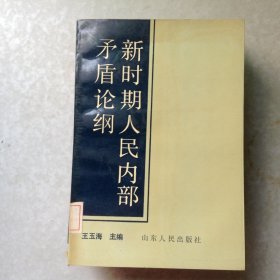 新时期人民内部
矛盾论纲
王玉海 主编
山东人民出版社